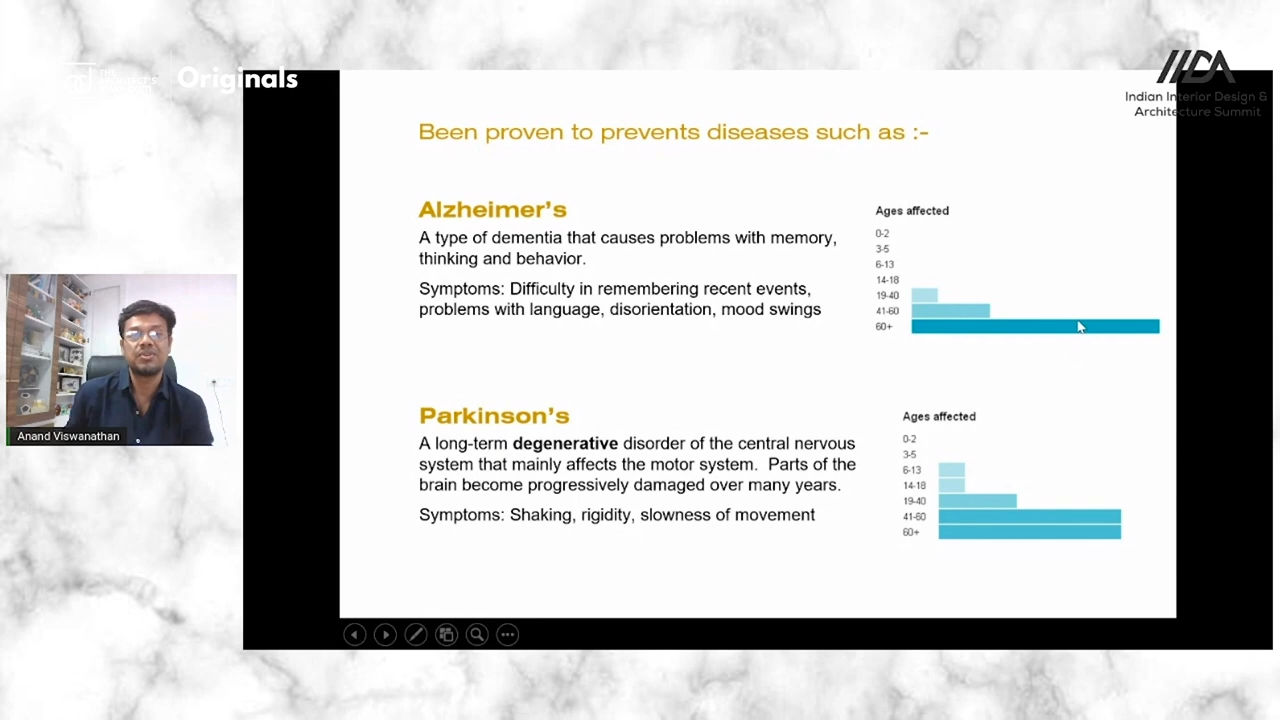 Originals
Indian Interior Design &
Architecture Summit
Been proven to prevents diseases such as :-
Alzheimer's
A type of dementia that causes problems with memory,
thinking and behavior.
Symptoms: Difficulty in remembering recent events,
problems with language, disorientation, mood swings
Ages affected
0-2
3-5
6-13
14-18
19-40
41-60
60+
Parkinson's
A long-term degenerative disorder of the central nervous
system that mainly affects the motor system. Parts of the
brain become progressively damaged over many years.
Symptoms: Shaking, rigidity, slowness of movement
Ages affected
0-2
3-5
6-13
14-18
19-40
41-60
60+
Anand Viswanathan